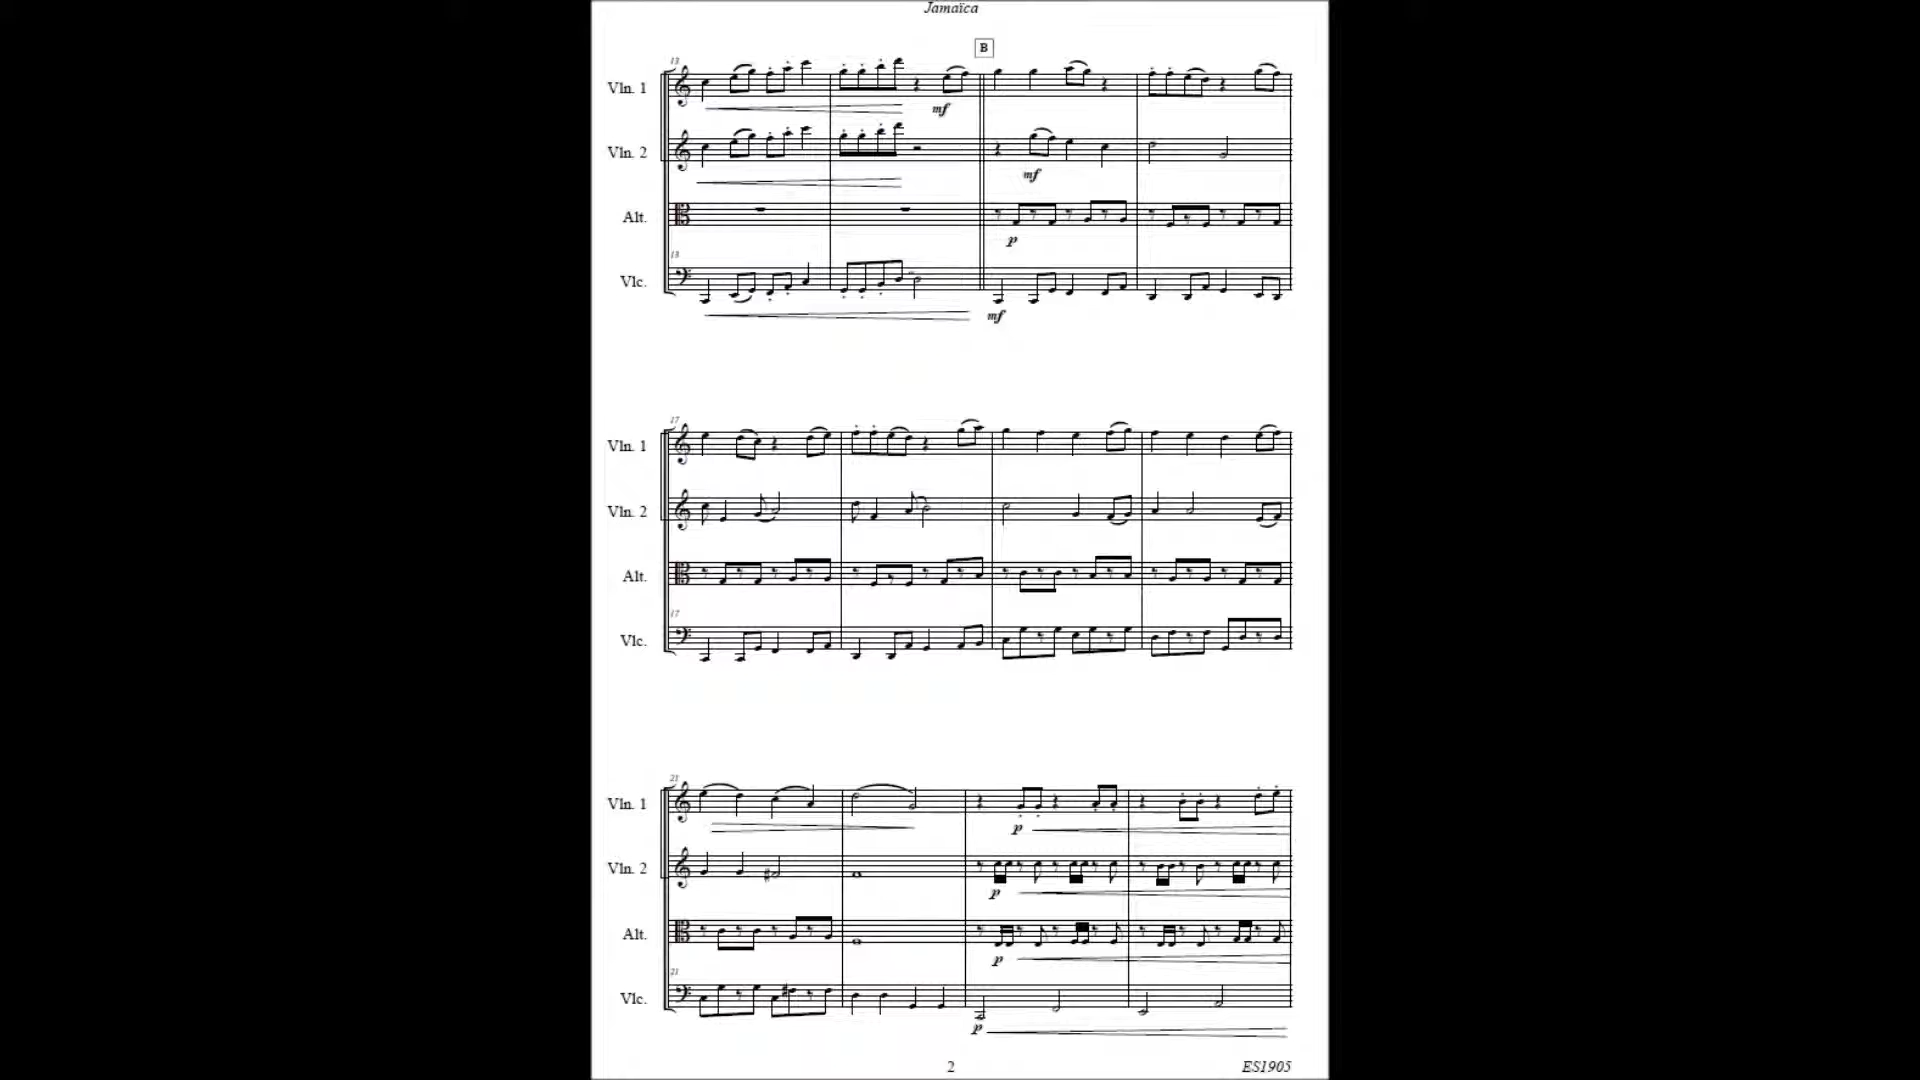 Jamaïca
B
13
Vln. 1
mf
Vln. 2
mf
Alt.
p
13
Vlc.
mf
17
Vln. 1
Vln. 2
Alt.
17
Vlc.
21
Vln. 1
p
Vln. 2
p
Alt.
p
21
Vlc.
p
2 ES1905